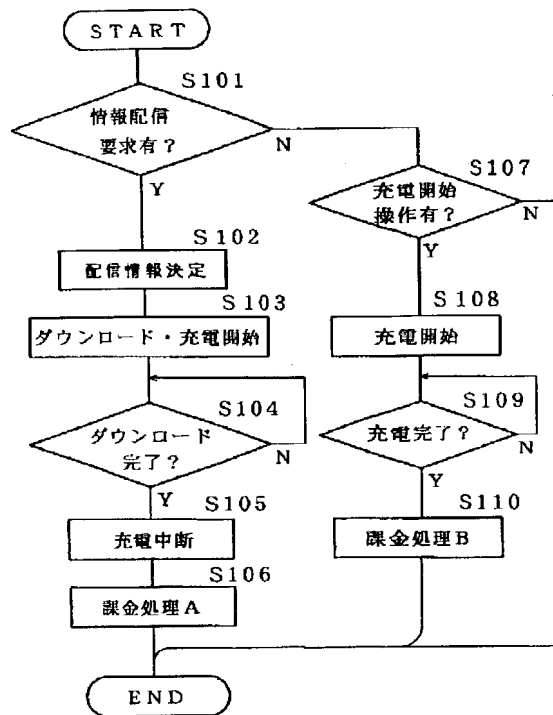 START
S101
情報配信
要求有？
N
Y
S107
充電開始
操作有？
N
Y
S102
配信情報決定
S103
ダウンロード・充電開始
S108
充電開始
S104
ダウンロード
完了？
N
Y
S109
充電完了？
N
Y
S105
充電中断
S110
課金処理B
S106
課金処理A
END